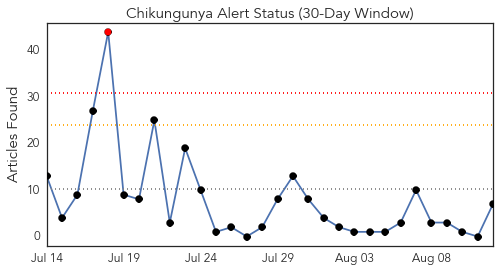 Chikungunya Alert Status (30-Day Window)
Articles Found
40
30
20
10
0
Jul 14 Jul 19 Jul 24 Jul 29 Aug 03 Aug 08